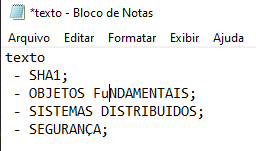 *texto - Bloco de Notas
Arquivo Editar Formatar Exibir Ajuda
texto
- SHA1;
- OBJETOS FuNDAMENTAIS;
- SISTEMAS DISTRIBUIDOS;
- SEGURANÇA;